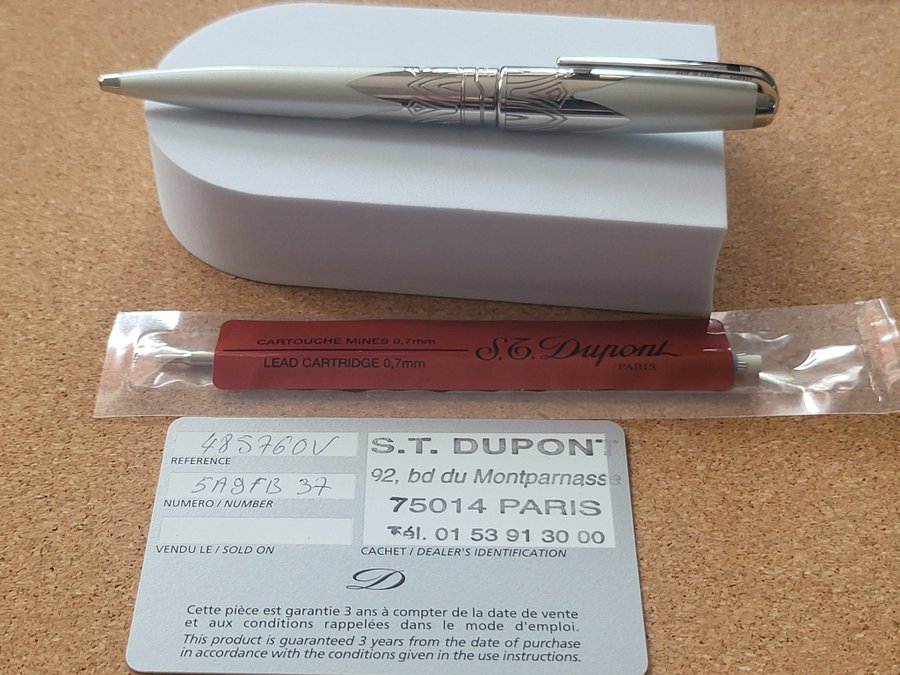 CARTOUCHE MINES 0,7mm
LEAD CARTRIDGE 0,7mm
S.T. Dupont
PARIS
485760V
REFERENCE
5A9FB 37
NUMERO / NUMBER
VENDU LE / SOLD ON
S.T. DUPONT
92, bd du Montparnasse
75014 PARIS
Tél. 01 53 91 30 00
CACHET / DEALER'S IDENTIFICATION
D
Cette pièce est garantie 3 ans à compter de la date de vente
et aux conditions rappelées dans le mode d'emploi.
This product is guaranteed 3 years from the date of purchase
in accordance with the conditions given in the use instructions.